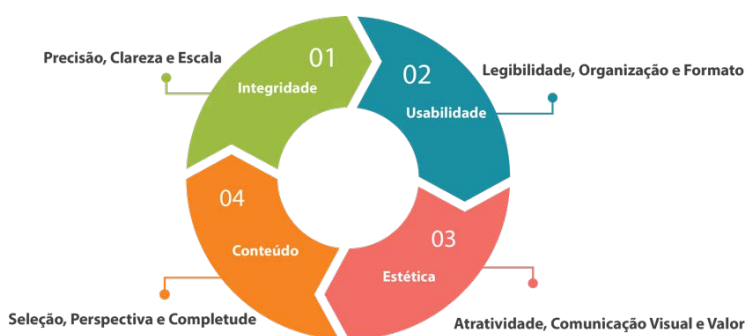 Precisão, Clareza e Escala
01
Integridade
02
Usabilidade
Legibilidade, Organização e Formato
03
Estética
Atratividade, Comunicação Visual e Valor
04
Conteúdo
Seleção, Perspectiva e Completude